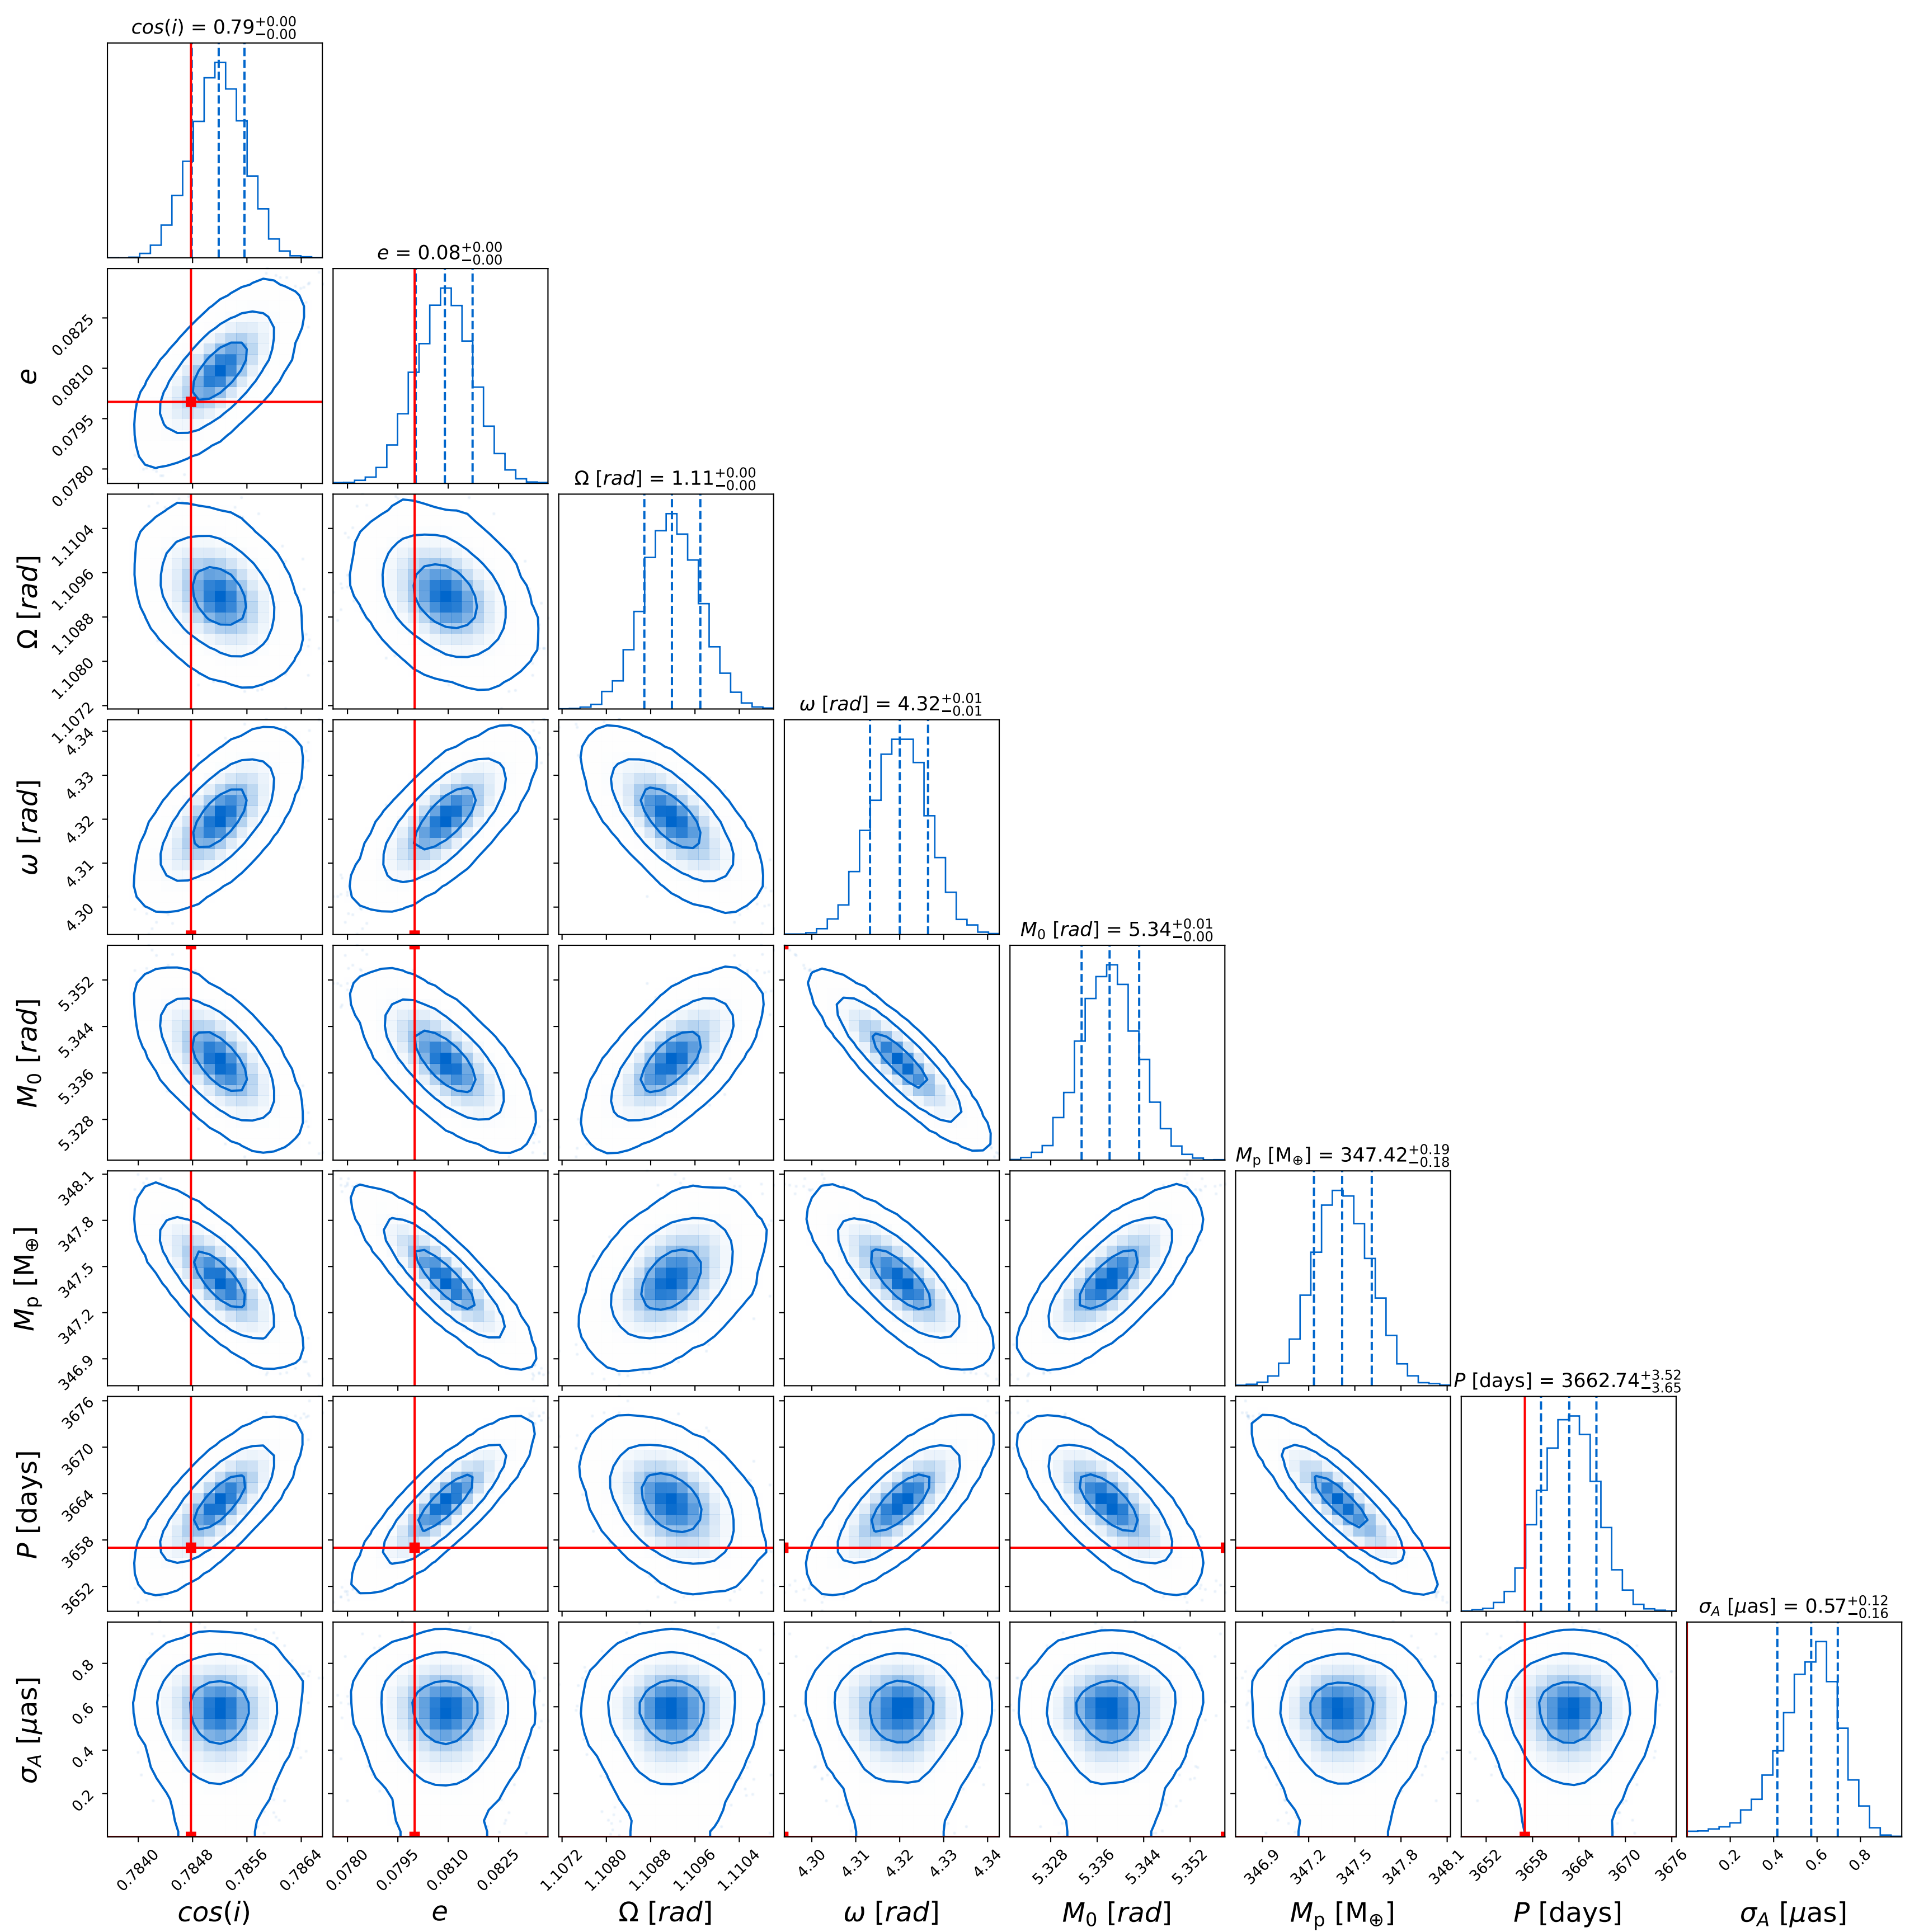 cos(i) = 0.79+0.00−0.00
e = 0.08+0.00−0.00
0.0825
0.0810
0.0795
0.0780
e
Ω [rad] = 1.11+0.00−0.00
1.1104
1.1096
1.1088
1.1080
1.1072
Ω [rad]
ω [rad] = 4.32+0.01−0.01
4.34
4.33
4.32
4.31
4.30
ω [rad]
M0 [rad] = 5.34+0.01−0.00
5.352
5.344
5.336
5.328
M0 [rad]
Mp [M⊕] = 347.42+0.19−0.18
348.1
347.8
347.5
347.2
346.9
Mp [M⊕]
P [days] = 3662.74+3.52−3.65
3676
3670
3664
3658
3652
P [days]
σA [μas] = 0.57+0.12−0.16
0.8
0.6
0.4
0.2
σA [μas]
0.7840 0.7848 0.7856 0.7864 0.0780 0.0795 0.0810 0.0825 1.1072 1.1080 1.1088 1.1096 1.1104 4.30 4.31 4.32 4.33 4.34 5.328 5.336 5.344 5.352 346.9 347.2 347.5 347.8 348.1 3652 3658 3664 3670 3676 0.2 0.4 0.6 0.8
cos(i) e Ω [rad] ω [rad] M0 [rad] Mp [M⊕] P [days] σA [μas]